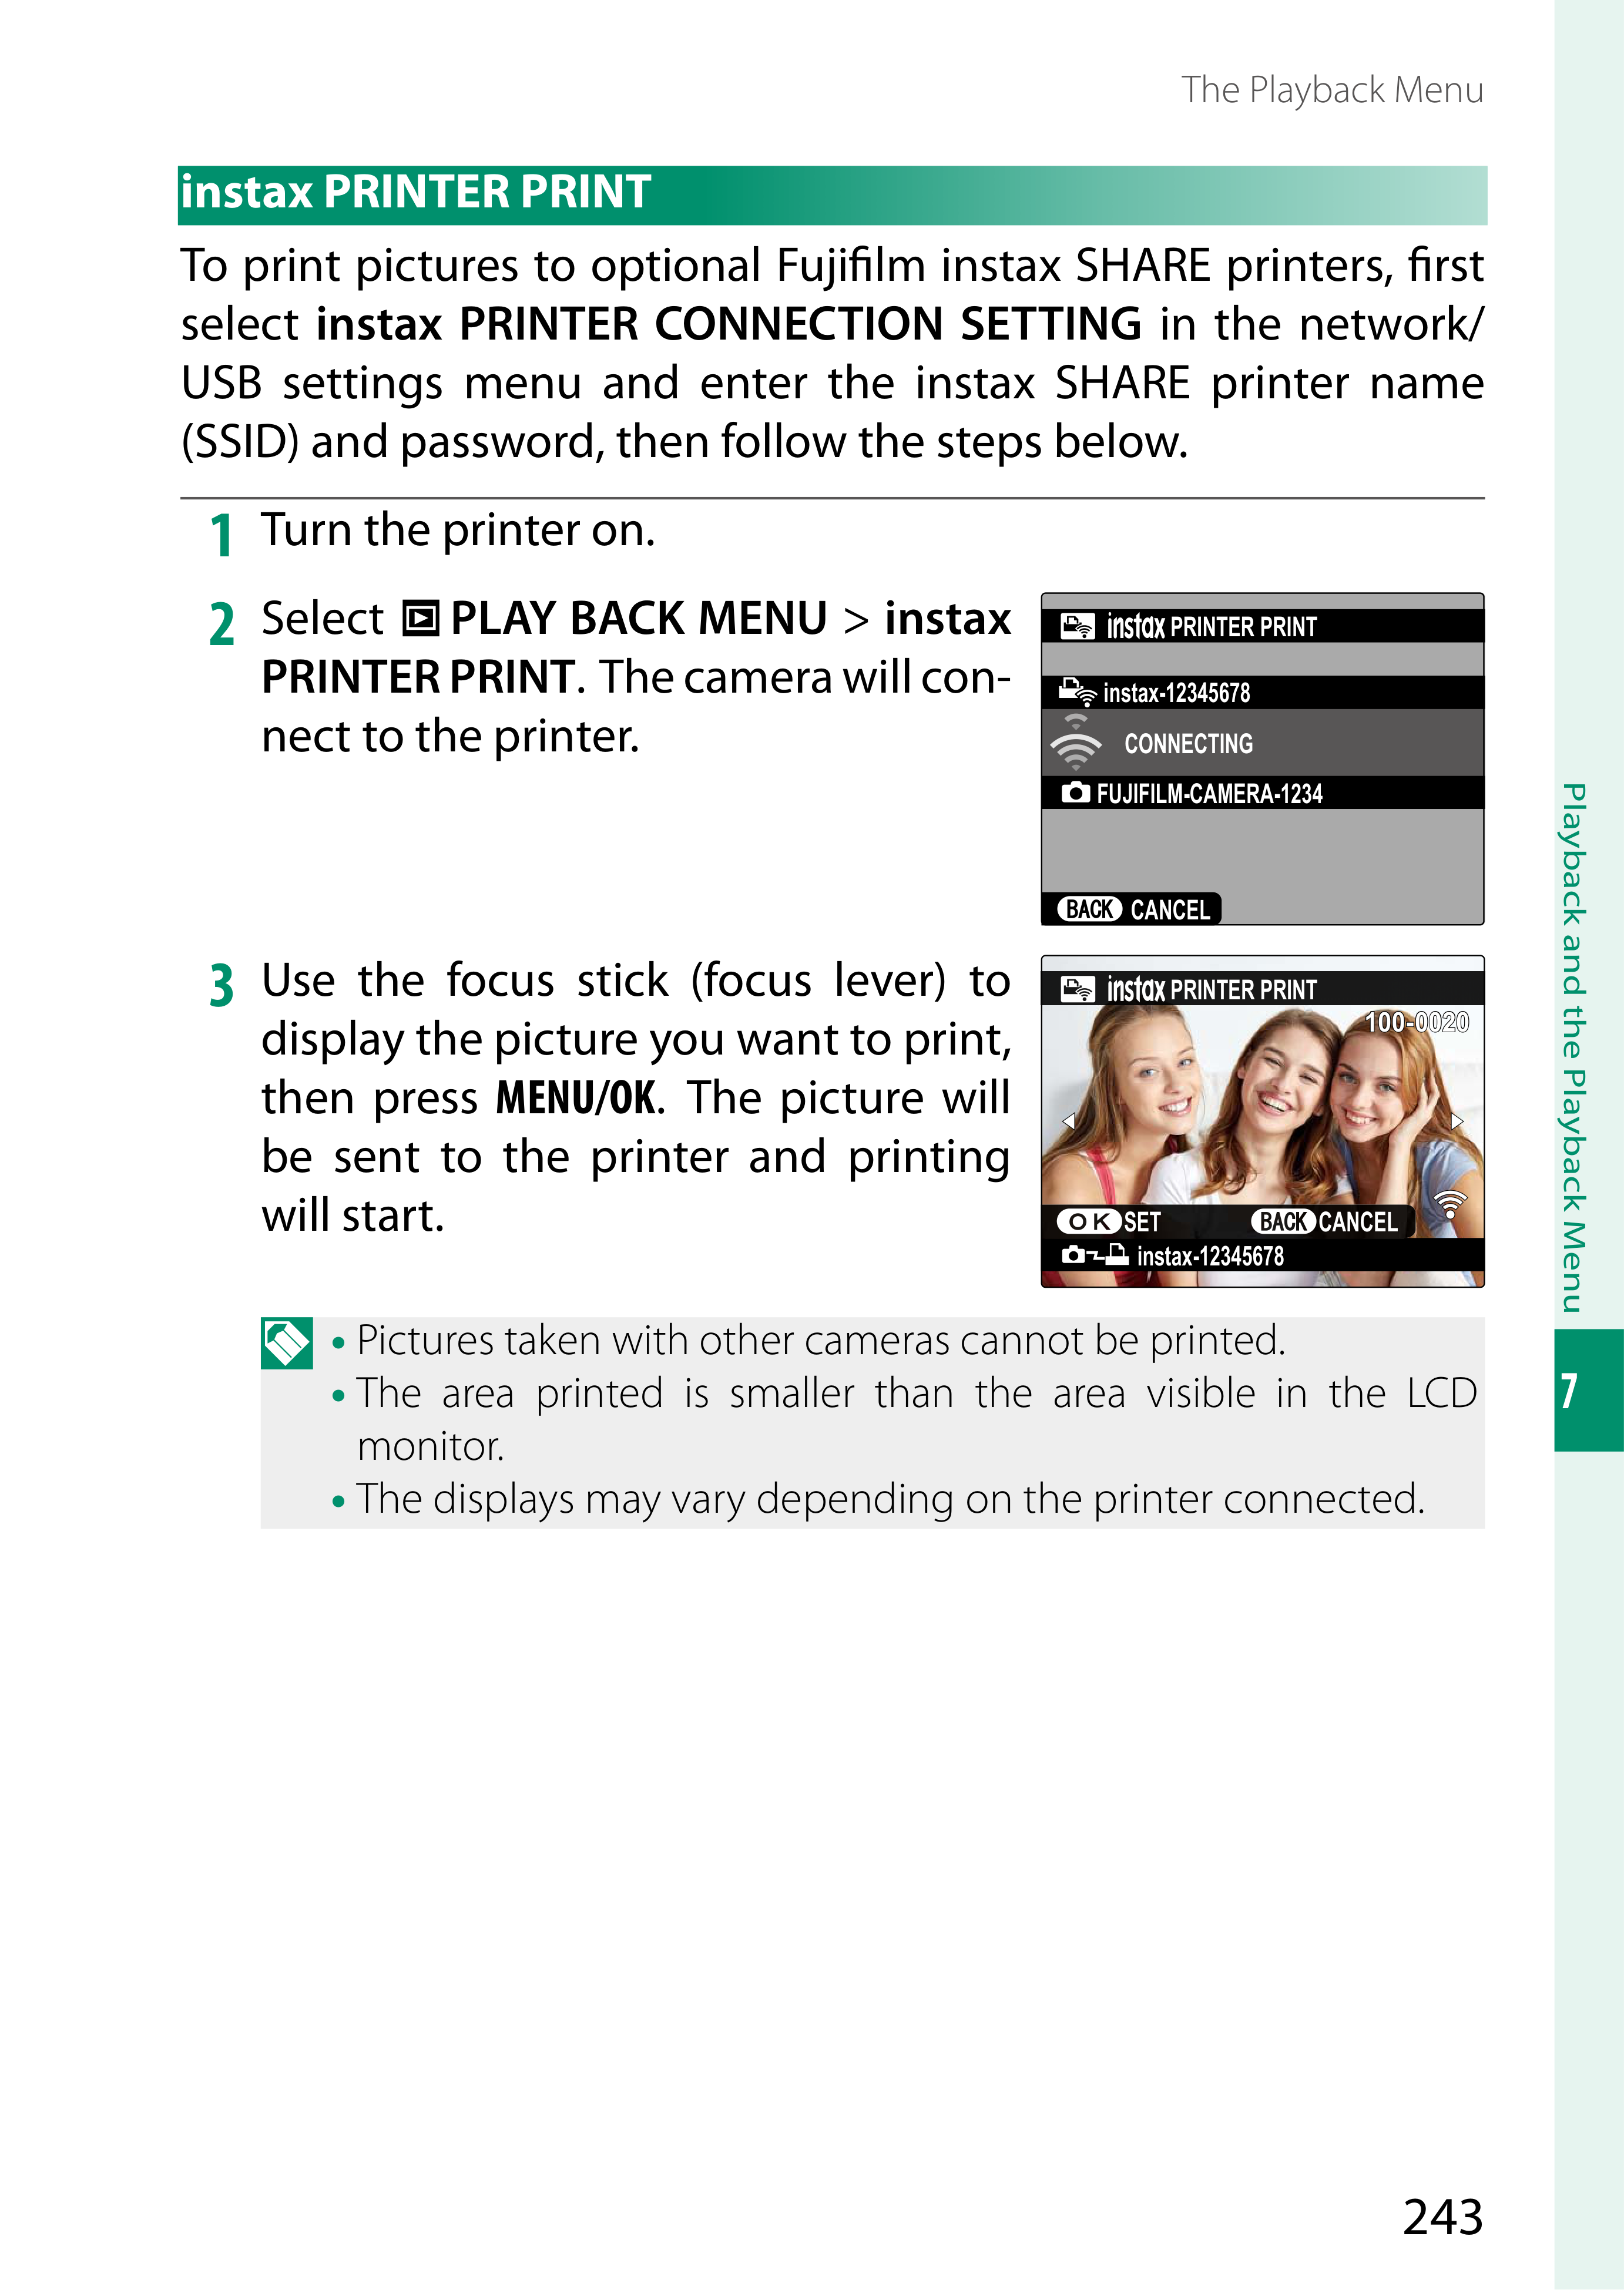 The Playback Menu
instax PRINTER PRINT
To print pictures to optional Fujifilm instax SHARE printers, first
select instax PRINTER CONNECTION SETTING in the network/
USB settings menu and enter the instax SHARE printer name
(SSID) and password, then follow the steps below.
1 Turn the printer on.
2 Select PLAY BACK MENU > instax
PRINTER PRINT. The camera will con-
nect to the printer.
instax PRINTER PRINT
instax-12345678
CONNECTING
FUJIFILM-CAMERA-1234
BACK CANCEL
3 Use the focus stick (focus lever) to
display the picture you want to print,
then press MENU/OK. The picture will
be sent to the printer and printing
will start.
instax PRINTER PRINT
100-0020
OK SET BACK CANCEL
instax-12345678
• Pictures taken with other cameras cannot be printed.
• The area printed is smaller than the area visible in the LCD
monitor.
• The displays may vary depending on the printer connected.
Playback and the Playback Menu
7
243